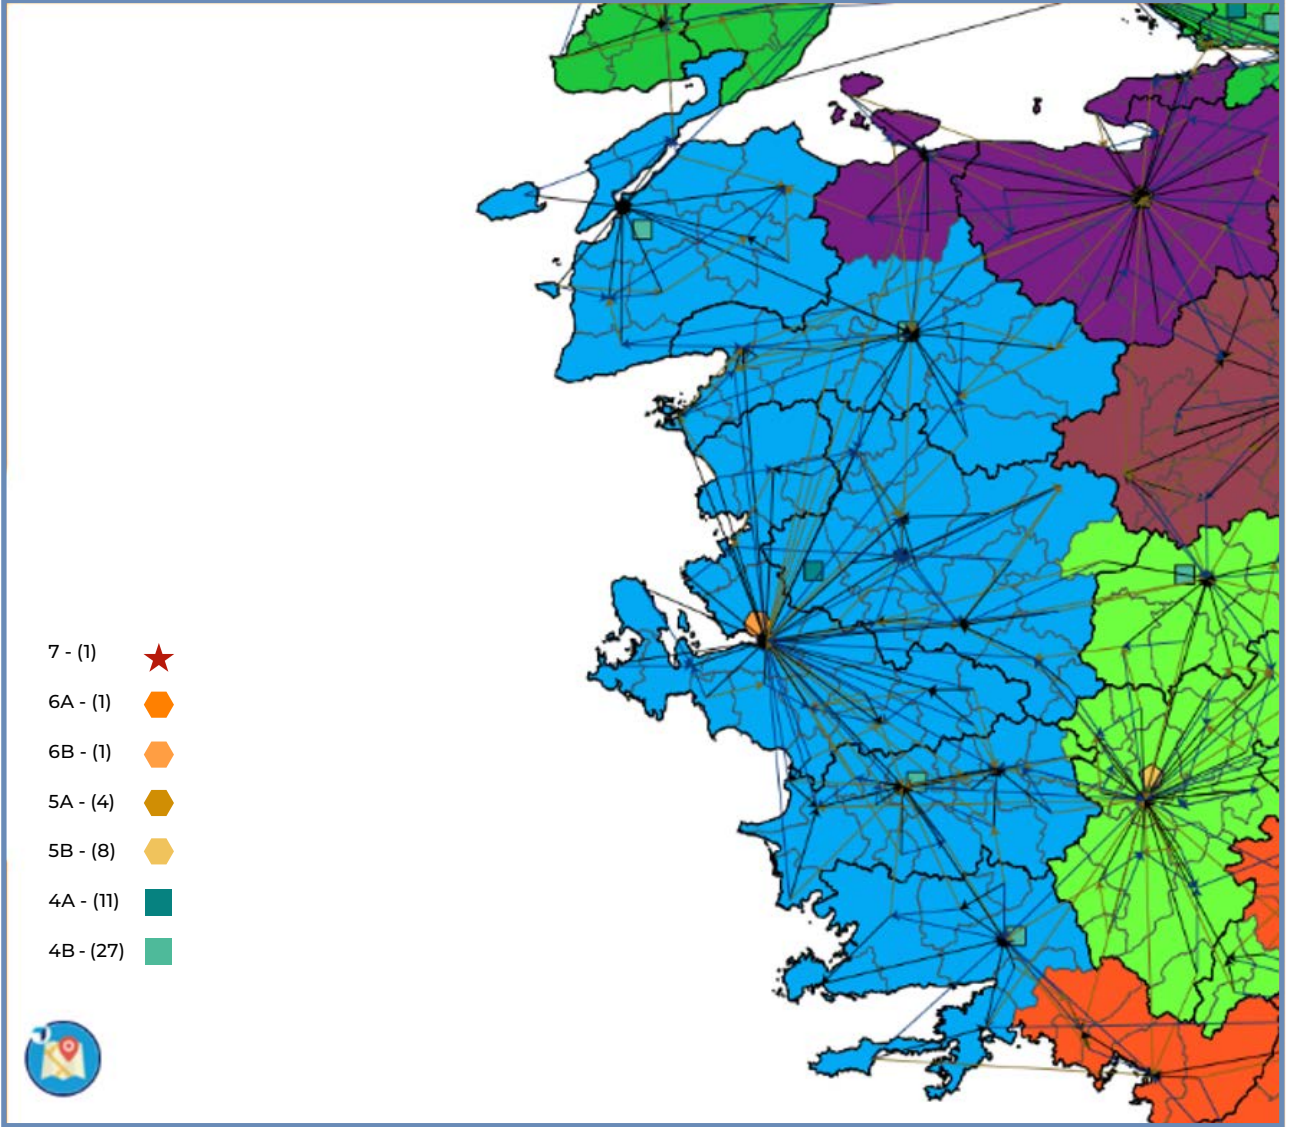 7 - (1)
6A - (1)
6B - (1)
5A - (4)
5B - (8)
4A - (11)
4B - (27)